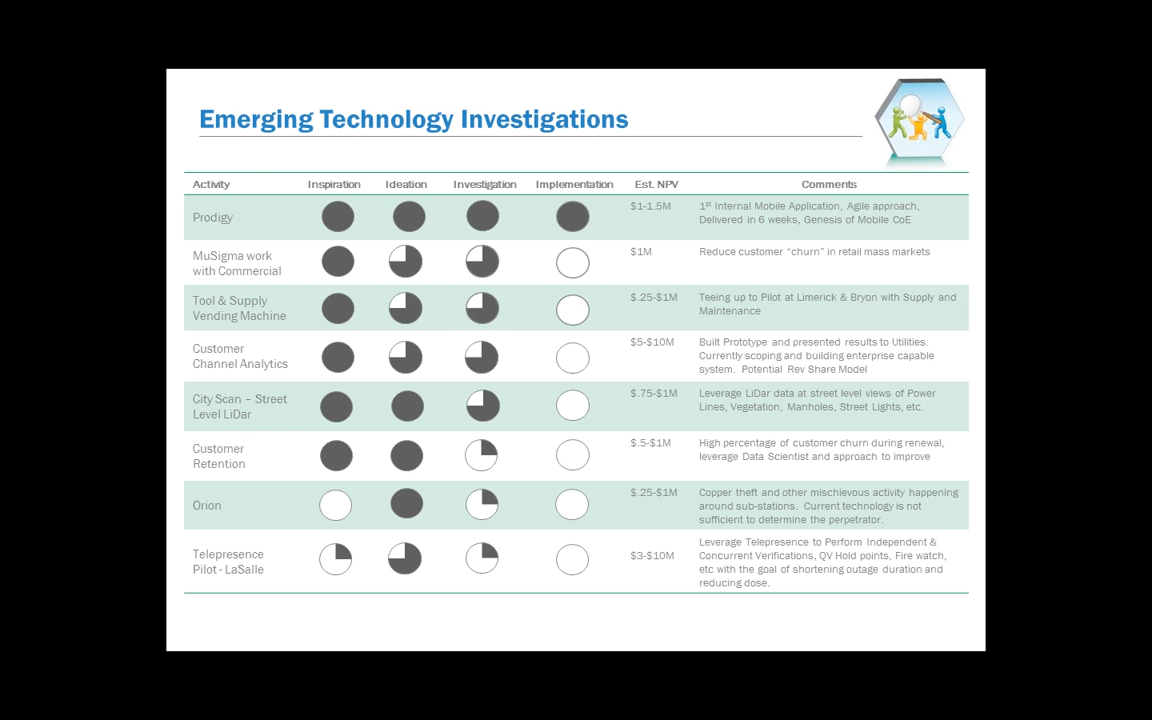 Emerging Technology Investigations
Activity Inspiration Ideation Investigation Implementation Est. NPV Comments
Prodigy
$1-1.5M
1st Internal Mobile Application, Agile approach,
Delivered in 6 weeks, Genesis of Mobile CoE
MuSigma work
with Commercial
$1M
Reduce customer “churn” in retail mass markets
Tool & Supply
Vending Machine
$.25-$1M
Teeing up to Pilot at Limerick & Bryon with Supply and
Maintenance
Customer
Channel Analytics
$5-$10M
Built Prototype and presented results to Utilities.
Currently scoping and building enterprise capable
system. Potential Rev Share Model
City Scan – Street
Level LiDar
$.75-$1M
Leverage LiDar data at street level views of Power
Lines, Vegetation, Manholes, Street Lights, etc.
Customer
Retention
$.5-$1M
High percentage of customer churn during renewal,
leverage Data Scientist and approach to improve
Orion
$.25-$1M
Copper theft and other mischievous activity happening
around sub-stations. Current technology is not
sufficient to determine the perpetrator.
Telepresence
Pilot - LaSalle
$3-$10M
Leverage Telepresence to Perform Independent &
Concurrent Verifications, QV Hold points, Fire watch,
etc with the goal of shortening outage duration and
reducing dose.